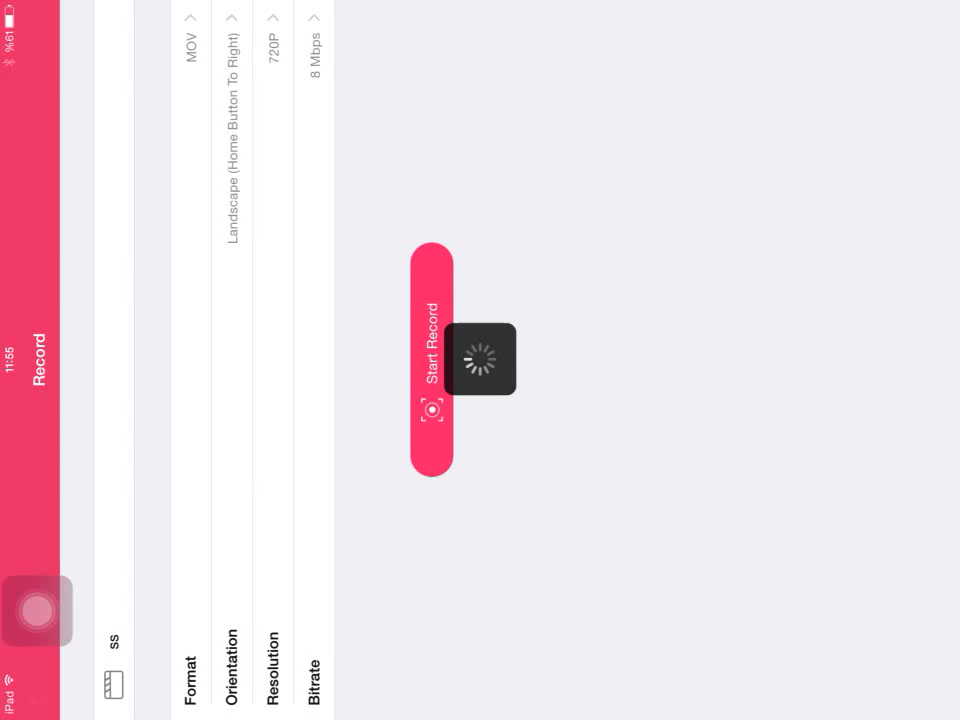 iPad 11:55 %61
Record
ss
Format MOV
Orientation Landscape (Home Button To Right)
Resolution 720P
Bitrate 8 Mbps
Start Record